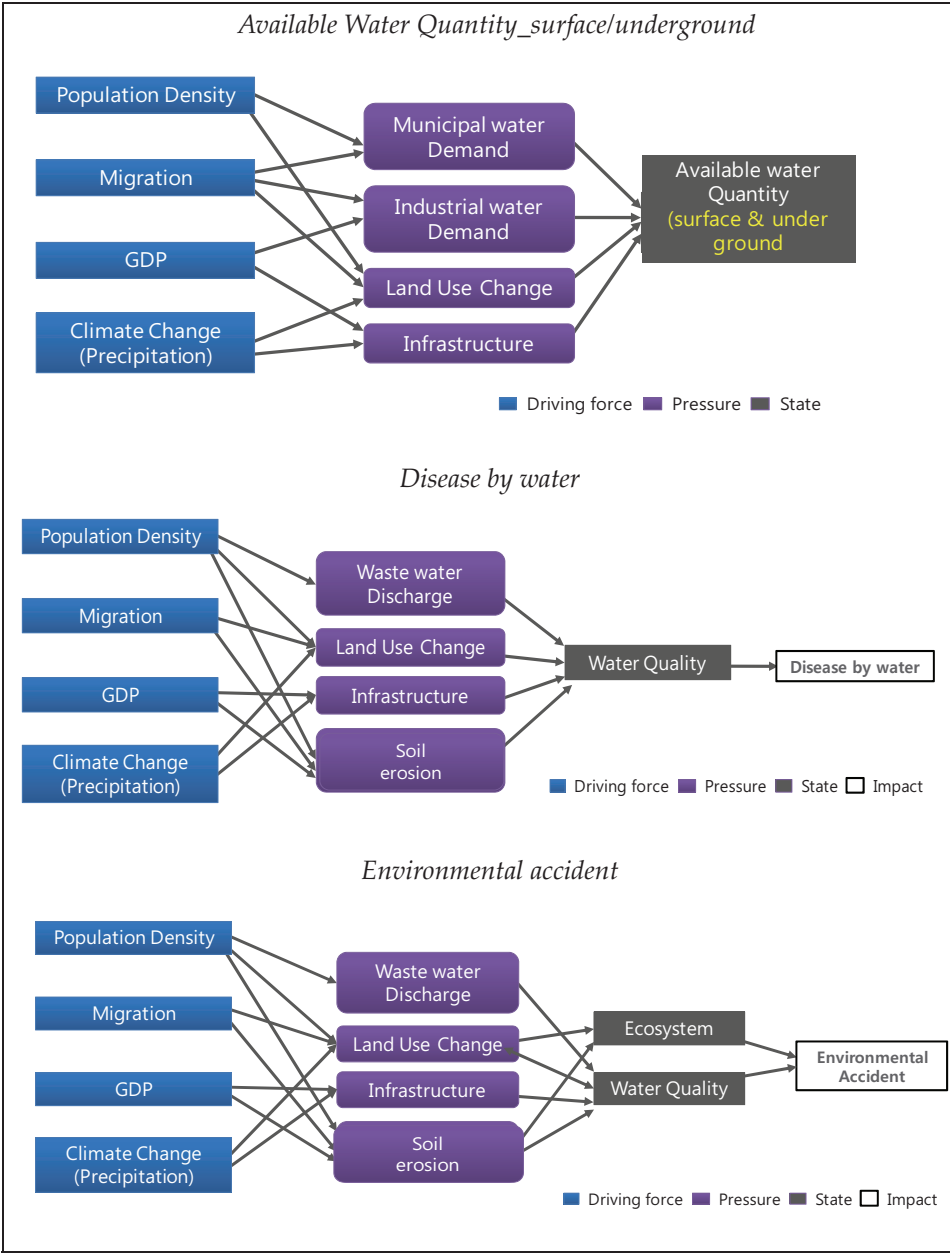 Available Water Quantity_surface/underground
Population Density
Migration
GDP
Climate Change
(Precipitation)
Municipal water
Demand
Industrial water
Demand
Land Use Change
Infrastructure
Available water
Quantity
(surface & under
ground
Driving force Pressure State
Disease by water
Population Density
Migration
GDP
Climate Change
(Precipitation)
Waste water
Discharge
Land Use Change
Infrastructure
Soil
erosion
Water Quality
Disease by water
Driving force Pressure State Impact
Environmental accident
Population Density
Migration
GDP
Climate Change
(Precipitation)
Waste water
Discharge
Land Use Change
Infrastructure
Soil
erosion
Ecosystem
Water Quality
Environmental
Accident
Driving force Pressure State Impact